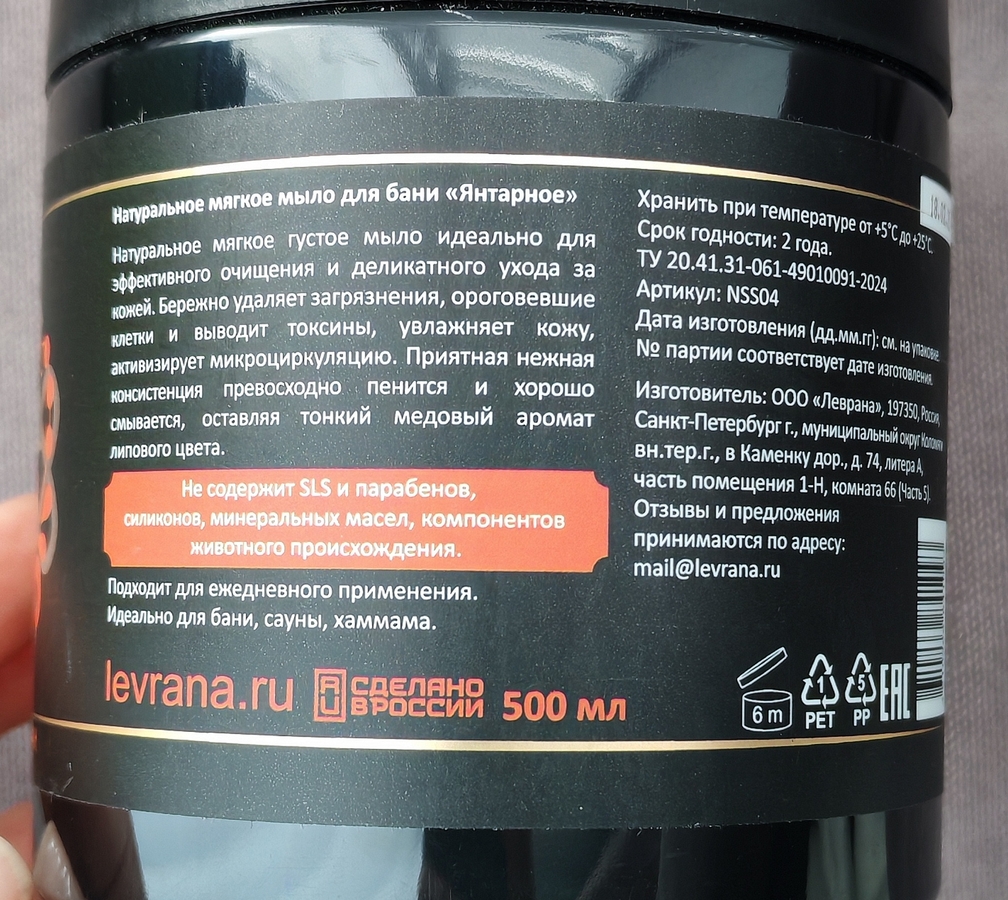 Натуральное мягкое мыло для бани «Янтарное»
Натуральное мягкое густое мыло идеально для
эффективного очищения и деликатного ухода за
кожей. Бережно удаляет загрязнения, ороговевшие
клетки и выводит токсины, увлажняет кожу,
активизирует микроциркуляцию. Приятная нежная
консистенция превосходно пенится и хорошо
смывается, оставляя тонкий медовый аромат
липового цвета.
Не содержит SLS и парабенов,
силиконов, минеральных масел, компонентов
животного происхождения.
Подходит для ежедневного применения.
Идеально для бани, сауны, хаммама.
levrana.ru
СДЕЛАНО
В РОССИИ
500 мл
Хранить при температуре от +5°С до +25°С.
Срок годности: 2 года.
ТУ 20.41.31-061-49010091-2024
Артикул: NSS04
Дата изготовления (дд.мм.гг): см. на упаковке.
№ партии соответствует дате изготовления.
Изготовитель: ООО «Леврана», 197350, Россия,
Санкт-Петербург г., муниципальный округ Коломяги
вн.тер.г., в Каменку дор., д. 74, литера А,
часть помещения 1-Н, комната 66 (Часть 5).
Отзывы и предложения
принимаются по адресу:
mail@levrana.ru
6 m
1
PET
5
PP
EAC